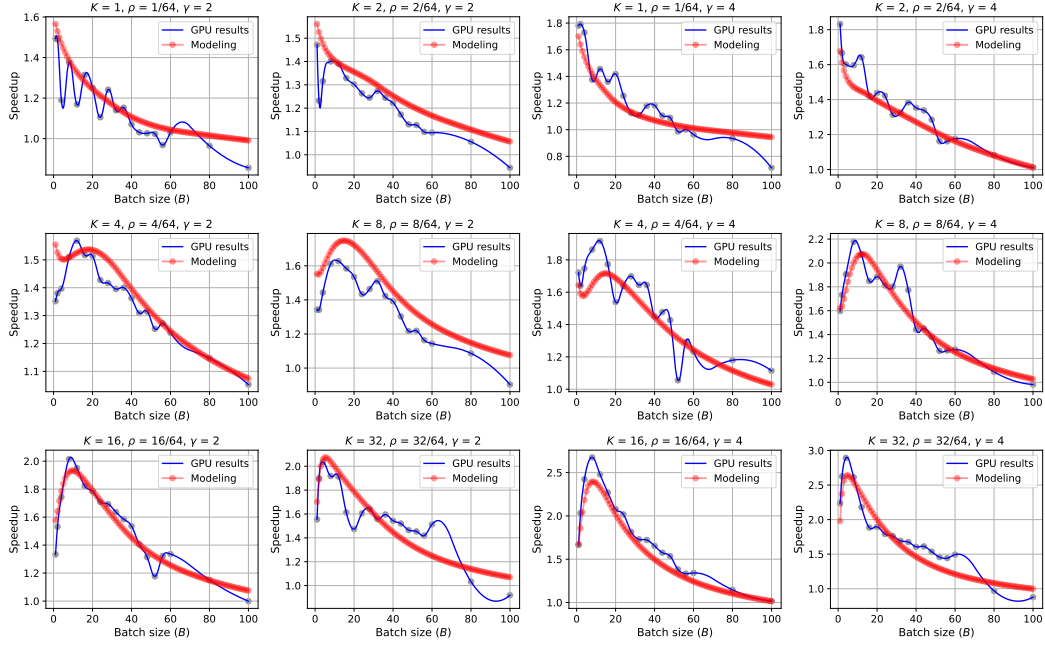 K = 1, ρ = 1/64, γ = 2
Speedup
1.6
1.4
1.2
1.0
GPU results
Modeling
0 20 40 60 80 100
Batch size (B)
K = 2, ρ = 2/64, γ = 2
Speedup
1.6
1.5
1.4
1.3
1.2
1.1
1.0
GPU results
Modeling
0 20 40 60 80 100
Batch size (B)
K = 1, ρ = 1/64, γ = 4
Speedup
1.8
1.6
1.4
1.2
1.0
0.8
GPU results
Modeling
0 20 40 60 80 100
Batch size (B)
K = 2, ρ = 2/64, γ = 4
Speedup
1.8
1.6
1.4
1.2
1.0
GPU results
Modeling
0 20 40 60 80 100
Batch size (B)
K = 4, ρ = 4/64, γ = 2
Speedup
1.5
1.4
1.3
1.2
1.1
GPU results
Modeling
0 20 40 60 80 100
Batch size (B)
K = 8, ρ = 8/64, γ = 2
Speedup
1.6
1.4
1.2
1.0
GPU results
Modeling
0 20 40 60 80 100
Batch size (B)
K = 4, ρ = 4/64, γ = 4
Speedup
1.8
1.6
1.4
1.2
1.0
GPU results
Modeling
0 20 40 60 80 100
Batch size (B)
K = 8, ρ = 8/64, γ = 4
Speedup
2.2
2.0
1.8
1.6
1.4
1.2
1.0
GPU results
Modeling
0 20 40 60 80 100
Batch size (B)
K = 16, ρ = 16/64, γ = 2
Speedup
2.0
1.8
1.6
1.4
1.2
1.0
GPU results
Modeling
0 20 40 60 80 100
Batch size (B)
K = 32, ρ = 32/64, γ = 2
Speedup
2.0
1.8
1.6
1.4
1.2
1.0
GPU results
Modeling
0 20 40 60 80 100
Batch size (B)
K = 16, ρ = 16/64, γ = 4
Speedup
2.5
2.0
1.5
1.0
GPU results
Modeling
0 20 40 60 80 100
Batch size (B)
K = 32, ρ = 32/64, γ = 4
Speedup
3.0
2.5
2.0
1.5
1.0
GPU results
Modeling
0 20 40 60 80 100
Batch size (B)